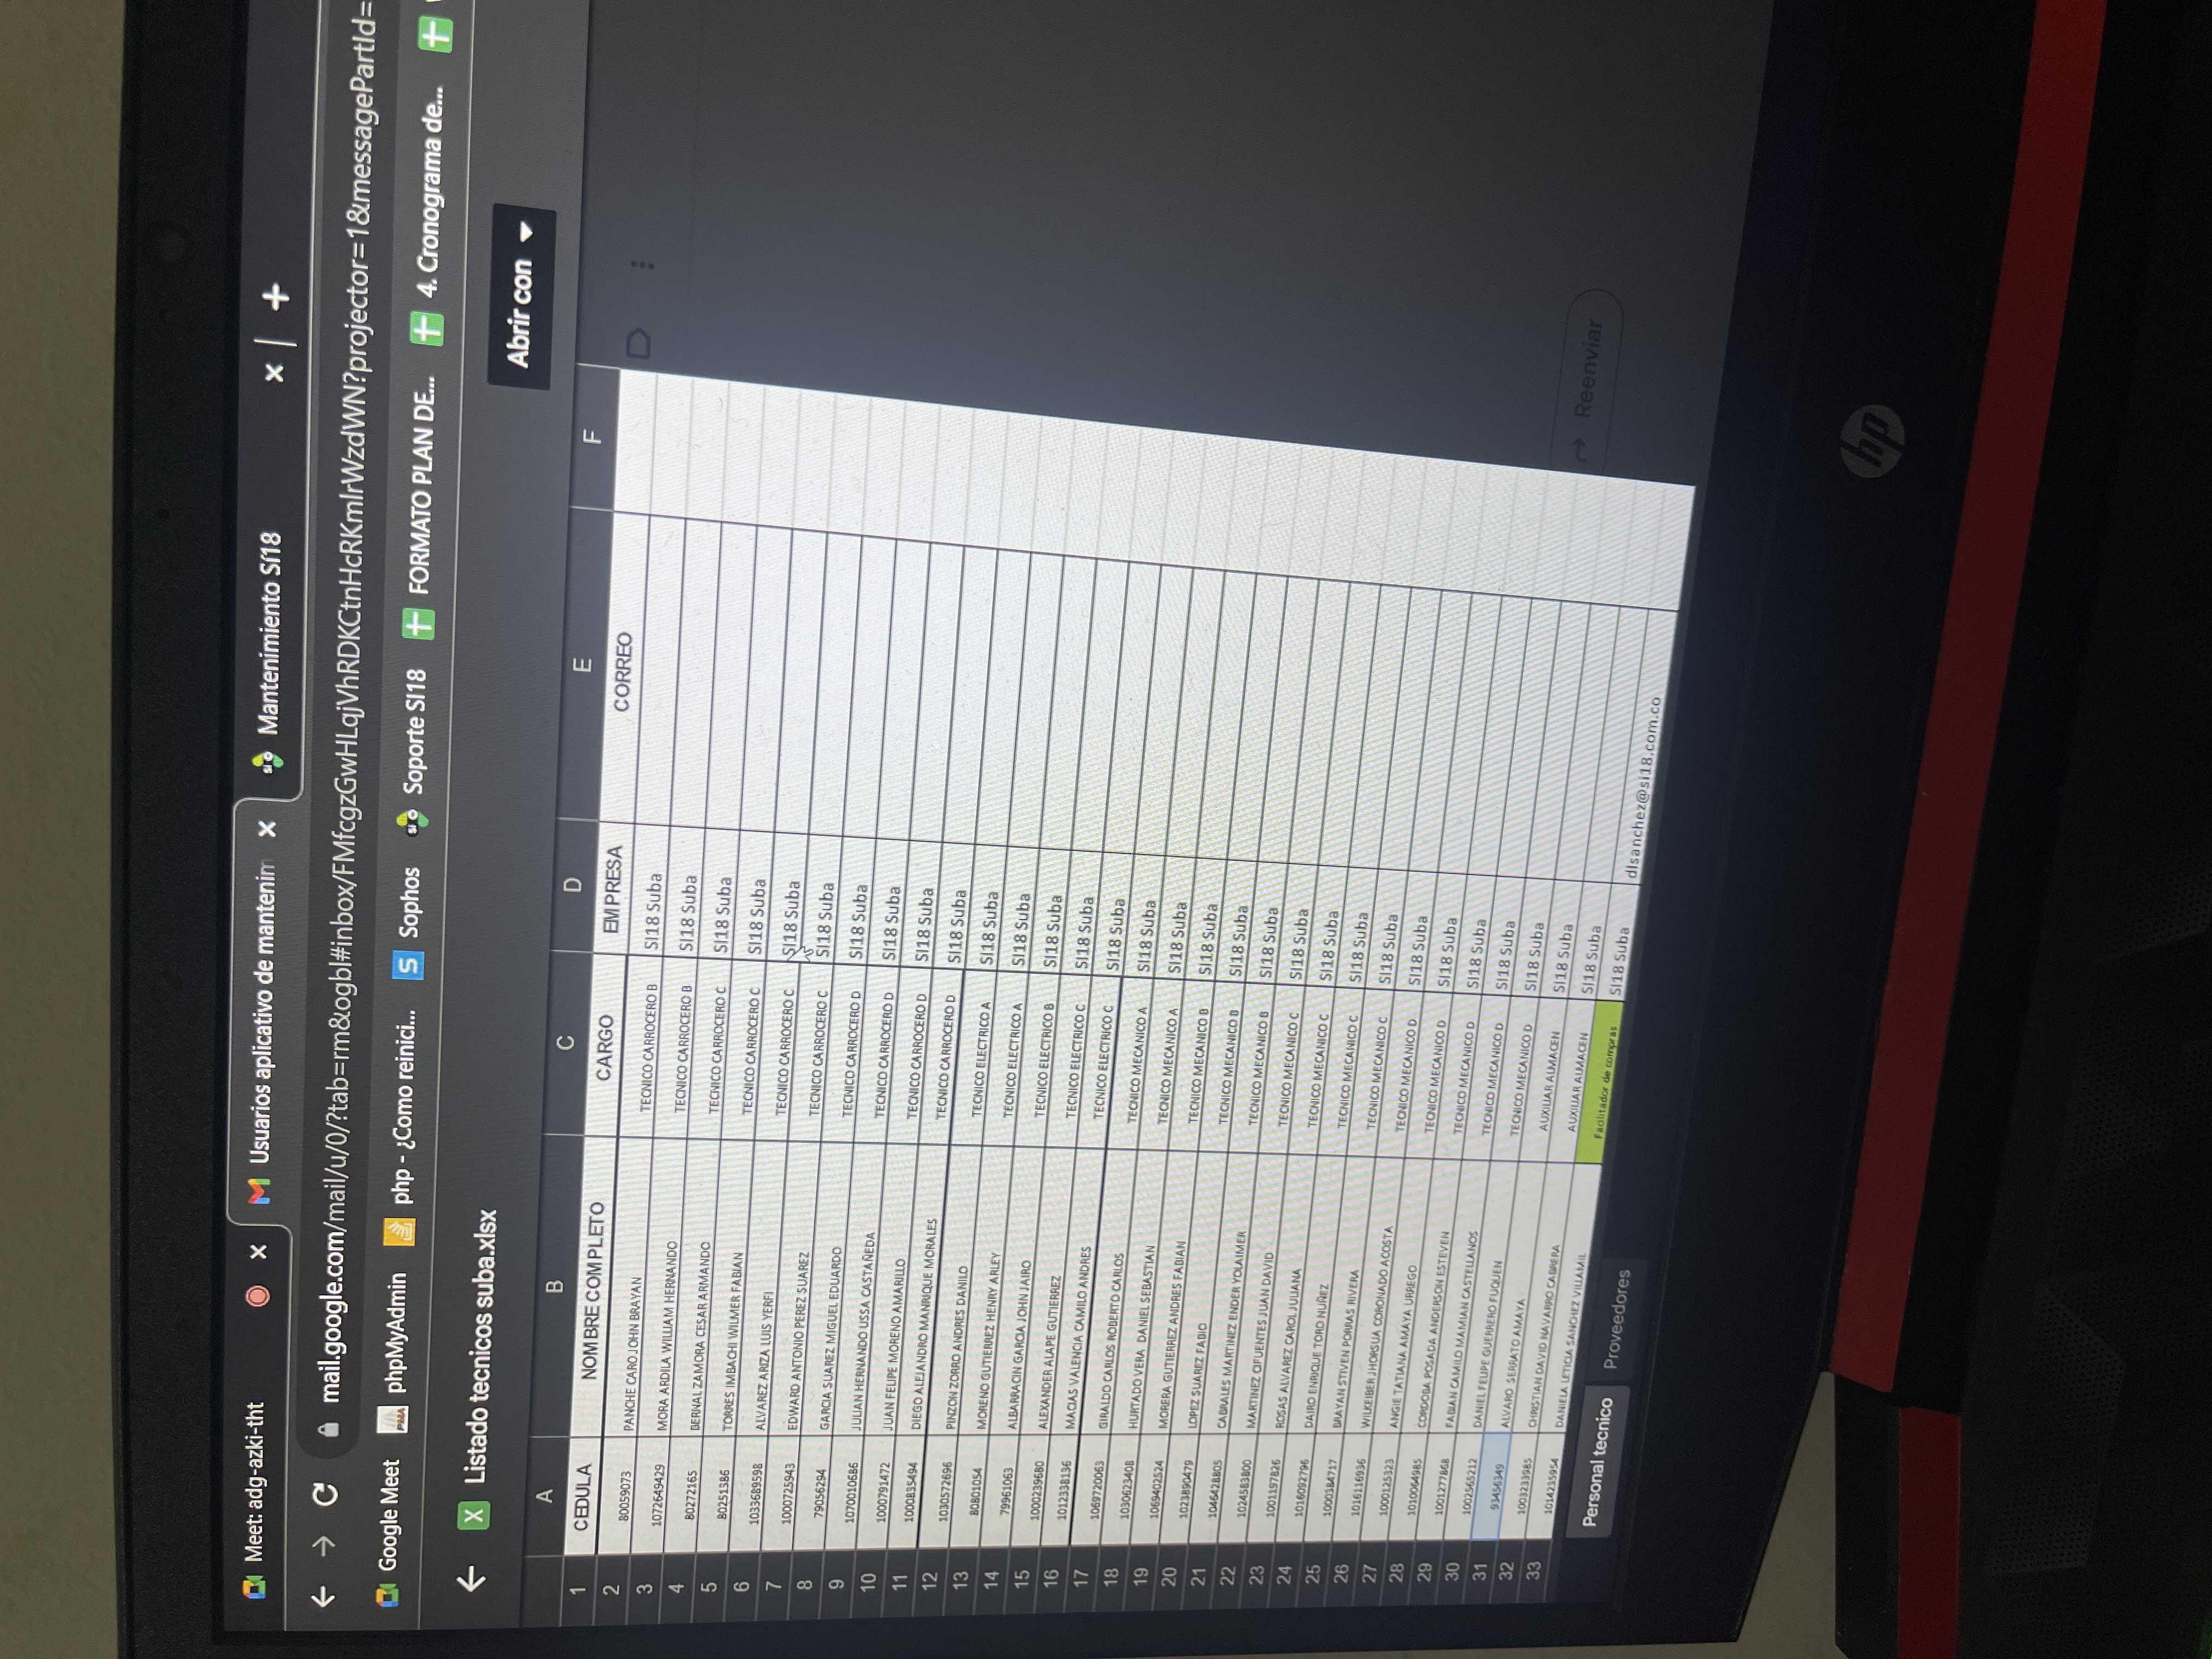 Meet: adg-azki-tht × Usuarios aplicativo de mantenim × Mantenimiento Sí18 × +
mail.google.com/mail/u/0/?tab=rm&ogbl#inbox/FMfcgzGwHLqjVhRDKCtnHcRKmlrWzdWN?projector=1&messagePartId=
Google Meet phpMyAdmin php - ¿Como reinici... Sophos Soporte SI18 FORMATO PLAN DE... 4. Cronograma de...
X Listado tecnicos suba.xlsx Abrir con
A B C D E F
1 CEDULA NOMBRE COMPLETO CARGO EMPRESA CORREO
2 80059073 PANCHE CARO JOHN BRAYAN TECNICO CARROCERO B SI18 Suba
3 1072649429 MORA ARDILA WILLIAM HERNANDO TECNICO CARROCERO B SI18 Suba
4 80272165 BERNAL ZAMORA CESAR ARMANDO TECNICO CARROCERO C SI18 Suba
5 80251386 TORRES IMBACHI WILMER FABIAN TECNICO CARROCERO C SI18 Suba
6 1033689598 ALVAREZ ARIZA LUIS YERFI TECNICO CARROCERO C SI18 Suba
7 1000725943 EDWARD ANTONIO PEREZ SUAREZ TECNICO CARROCERO C SI18 Suba
8 79056294 GARCIA SUAREZ MIGUEL EDUARDO TECNICO CARROCERO D SI18 Suba
9 1070010686 JULIAN HERNANDO USSA CASTAÑEDA TECNICO CARROCERO D SI18 Suba
10 1000791472 JUAN FELIPE MORENO AMARILLO TECNICO CARROCERO D SI18 Suba
11 1000835494 DIEGO ALEJANDRO MANRIQUE MORALES TECNICO CARROCERO D SI18 Suba
12 1030572696 PINZON ZORRO ANDRES DANILO TECNICO ELECTRICO A SI18 Suba
13 80801054 MORENO GUTIERREZ HENRY ARLEY TECNICO ELECTRICO A SI18 Suba
14 79961063 ALBARRACIN GARCIA JOHN JAIRO TECNICO ELECTRICO B SI18 Suba
15 1000239680 ALEXANDER ALAPE GUTIERREZ TECNICO ELECTRICO C SI18 Suba
16 1012338136 MACIAS VALENCIA CAMILO ANDRES TECNICO ELECTRICO C SI18 Suba
17 1069720063 GIRALDO CARLOS ROBERTO CARLOS TECNICO MECANICO A SI18 Suba
18 1030623408 HURTADO VERA DANIEL SEBASTIAN TECNICO MECANICO A SI18 Suba
19 1069402524 MORERA GUTIERREZ ANDRES FABIAN TECNICO MECANICO B SI18 Suba
20 1023890479 LOPEZ SUAREZ FABIO TECNICO MECANICO B SI18 Suba
21 1046428805 CABRALES MARTINEZ ENDER YOLAIMER TECNICO MECANICO B SI18 Suba
22 1024583800 MARTINEZ CIFUENTES JUAN DAVID TECNICO MECANICO C SI18 Suba
23 1001197826 ROSAS ALVAREZ CAROL JULIANA TECNICO MECANICO C SI18 Suba
24 1016092796 DAIRO ENRIQUE TORO NUÑEZ TECNICO MECANICO C SI18 Suba
25 1000384717 BRAYAN STIVEN PORRAS RIVERA TECNICO MECANICO C SI18 Suba
26 1016116936 WILKEIBER JHORSUA CORONADO ACOSTA TECNICO MECANICO D SI18 Suba
27 1000125323 ANGIE TATIANA AMAYA URREGO TECNICO MECANICO D SI18 Suba
28 1010064985 CORDOBA POSADA ANDERSON ESTEVEN TECNICO MECANICO D SI18 Suba
29 1001277868 FABIAN CAMILO MAMIAN CASTELLANOS TECNICO MECANICO D SI18 Suba
30 1002565212 DANIEL FELIPE GUERRERO FUQUEN TECNICO MECANICO D SI18 Suba
31 93456349 ALVARO SERRATO AMAYA AUXILIAR ALMACEN SI18 Suba
32 1003233985 CHRISTIAN DAVID NAVARRO CABRERA AUXILIAR ALMACEN SI18 Suba
33 1014235954 DANIELA LETICIA SANCHEZ VILLAMIL Facilitador de compras SI18 Suba dlsanchez@si18.com.co
Personal tecnico Proveedores
Reenviar
hp